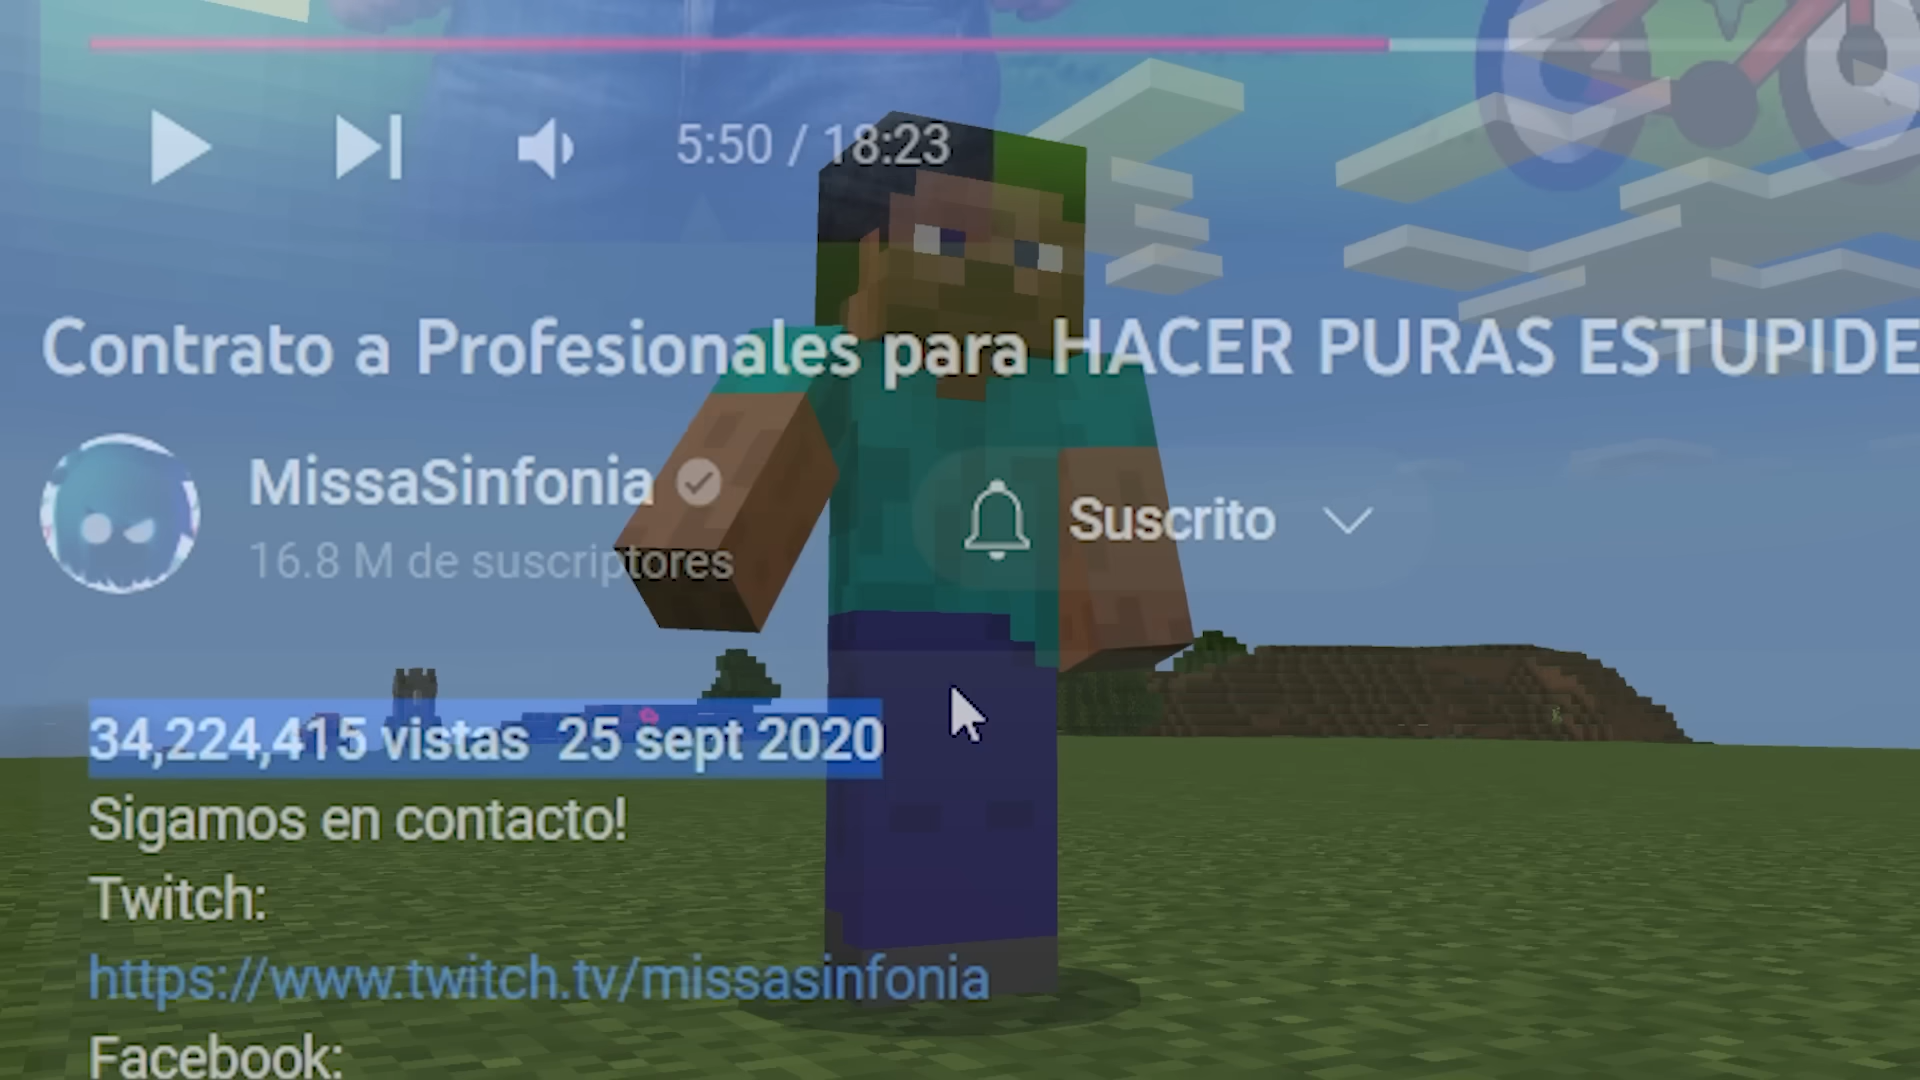 5:50 / 18:23
Contrato a Profesionales para HACER PURAS ESTUPIDE
MissaSinfonia
16.8 M de suscriptores
Suscrito
34,224,415 vistas 25 sept 2020
Sigamos en contacto!
Twitch:
https://www.twitch.tv/missasinfonia
Facebook: